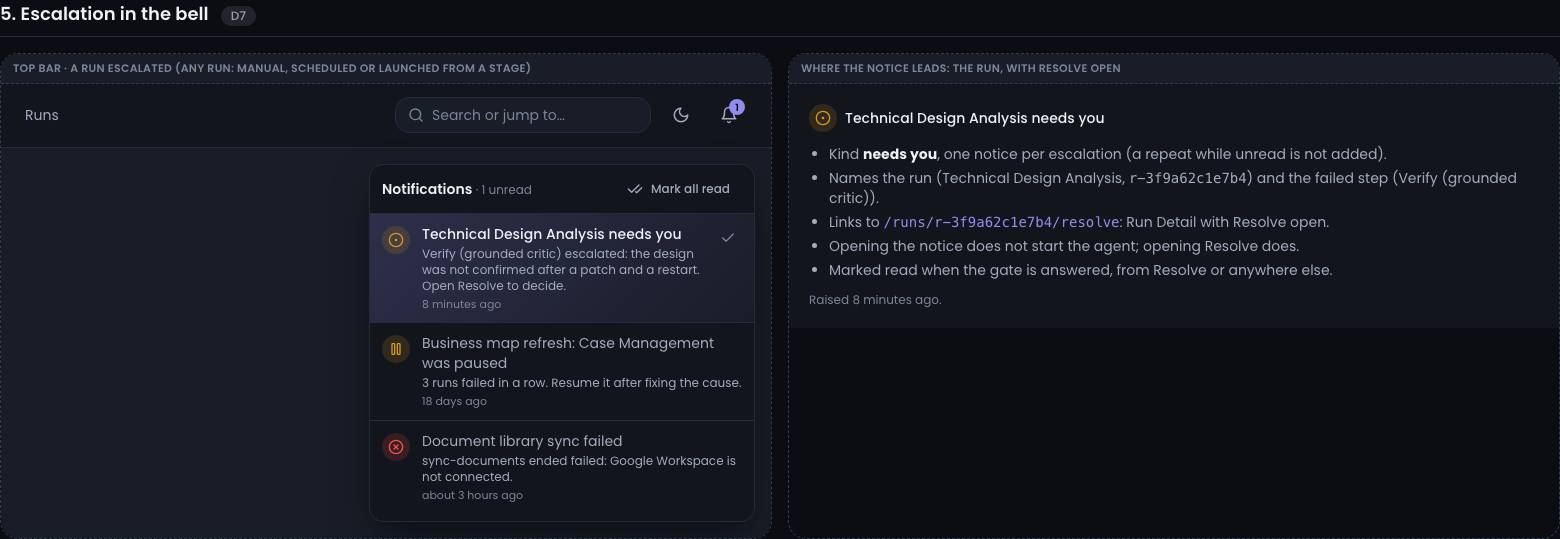 5. Escalation in the bell D7
TOP BAR · A RUN ESCALATED (ANY RUN: MANUAL, SCHEDULED OR LAUNCHED FROM A STAGE)
Runs
Search or jump to…
1
Notifications · 1 unread
Mark all read
Technical Design Analysis needs you
Verify (grounded critic) escalated: the design
was not confirmed after a patch and a restart.
Open Resolve to decide.
8 minutes ago
Business map refresh: Case Management
was paused
3 runs failed in a row. Resume it after fixing the cause.
18 days ago
Document library sync failed
sync-documents ended failed: Google Workspace is
not connected.
about 3 hours ago
WHERE THE NOTICE LEADS: THE RUN, WITH RESOLVE OPEN
Technical Design Analysis needs you
• Kind needs you, one notice per escalation (a repeat while unread is not added).
• Names the run (Technical Design Analysis, r-3f9a62c1e7b4) and the failed step (Verify (grounded
critic)).
• Links to /runs/r-3f9a62c1e7b4/resolve: Run Detail with Resolve open.
• Opening the notice does not start the agent; opening Resolve does.
• Marked read when the gate is answered, from Resolve or anywhere else.
Raised 8 minutes ago.